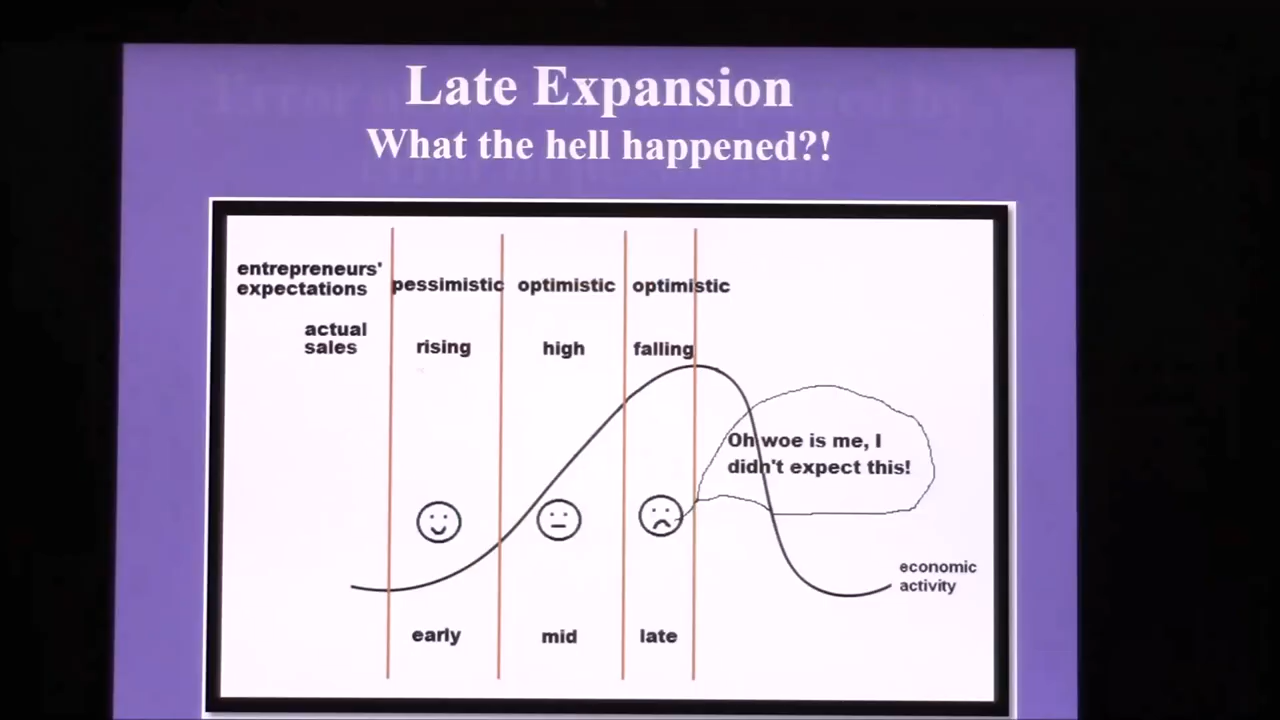 Late Expansion
What the hell happened?!
entrepreneurs'
expectations
pessimistic
optimistic
optimistic
actual
sales
rising
high
falling
Oh woe is me, I
didn't expect this!
economic
activity
early
mid
late